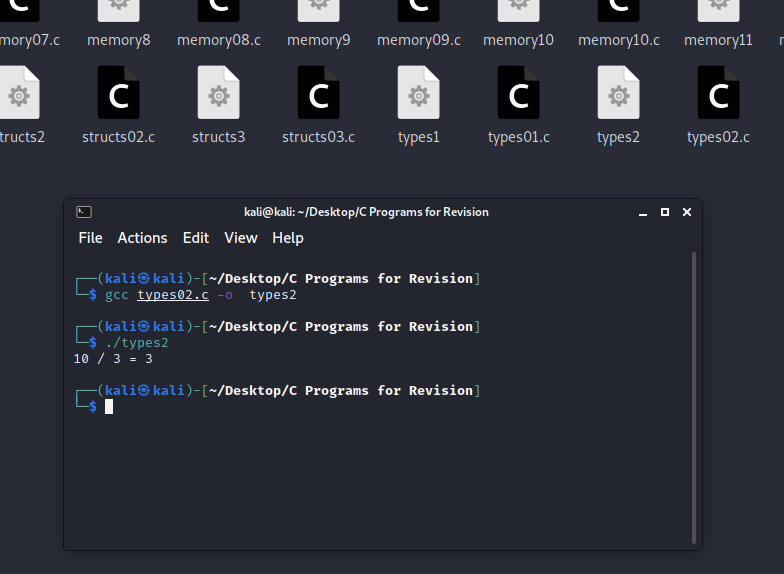 mory07.c memory8 memory08.c memory9 memory09.c memory10 memory10.c memory11
tructs2 structs02.c structs3 structs03.c types1 types01.c types2 types02.c
kali@kali: ~/Desktop/C Programs for Revision
File Actions Edit View Help
┌──(kali㉿kali)-[~/Desktop/C Programs for Revision]
└─$ gcc types02.c -o  types2
┌──(kali㉿kali)-[~/Desktop/C Programs for Revision]
└─$ ./types2
10 / 3 = 3
┌──(kali㉿kali)-[~/Desktop/C Programs for Revision]
└─$